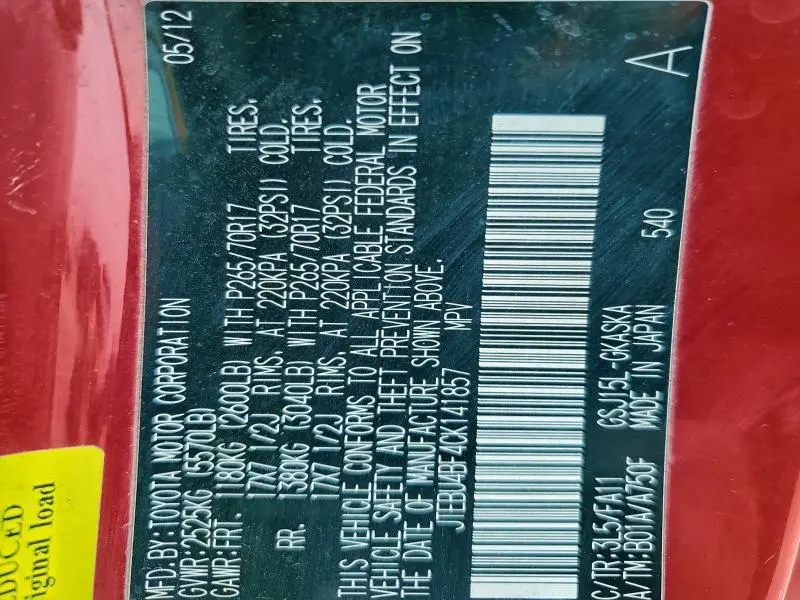 MFD.BY:TOYOTA MOTOR CORPORATION 05/12
GVWR:2525KG (5570LB)
GAWR:FRT. 1180KG (2600LB) WITH P265/70R17 TIRES,
17X7 1/2J RIMS, AT 220KPA (32PSI) COLD.
RR. 1380KG (3040LB) WITH P265/70R17 TIRES,
17X7 1/2J RIMS, AT 220KPA (32PSI) COLD.
THIS VEHICLE CONFORMS TO ALL APPLICABLE FEDERAL MOTOR
VEHICLE SAFETY AND THEFT PREVENTION STANDARDS IN EFFECT ON
THE DATE OF MANUFACTURE SHOWN ABOVE.
JTEBU4BF4CK141857 MPV
C/TR:3L5/FA11 GSJ15L-GKASKA 540 A
A/TM:B01A/A750F MADE IN JAPAN
iginal load